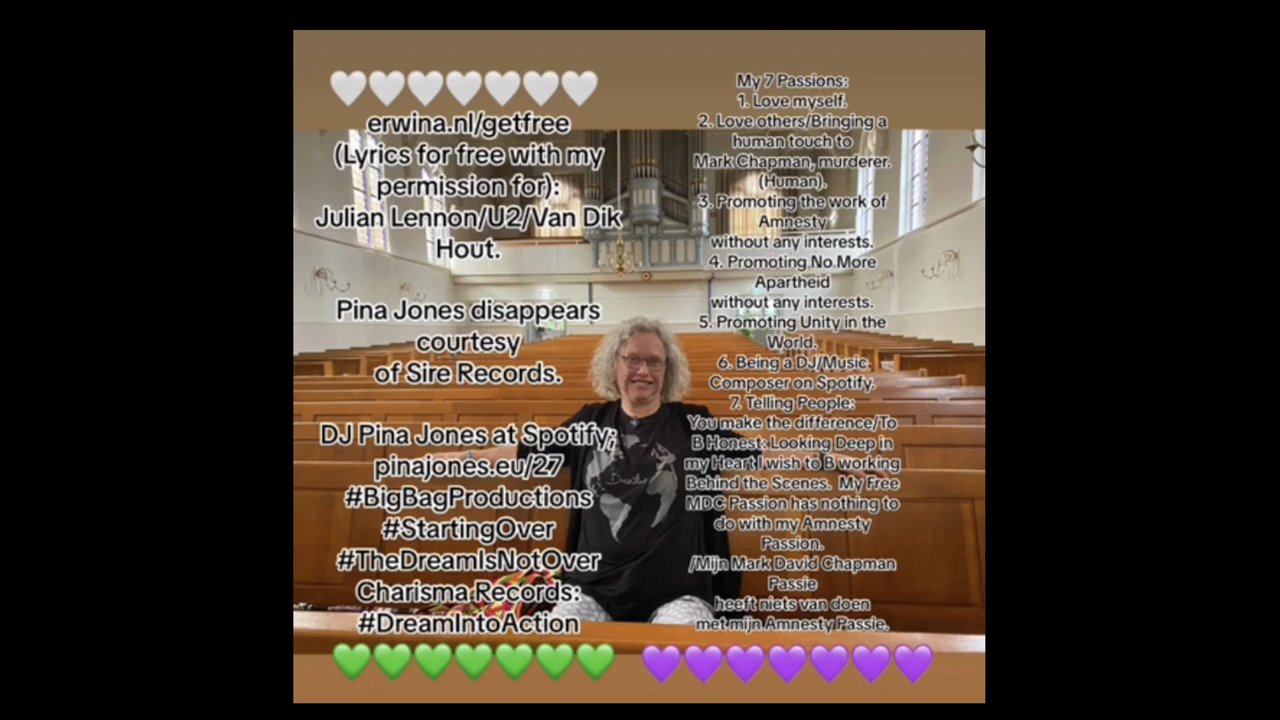 erwina.nl/getfree
(Lyrics for free with my
permission for):
Julian Lennon/U2/Van Dik
Hout.
Pina Jones disappears
courtesy
of Sire Records.
DJ Pina Jones at Spotify;
pinajones.eu/27
#BigBagProductions
#StartingOver
#TheDreamIsNotOver
Charisma Records:
#DreamIntoAction
My 7 Passions:
1. Love myself.
2. Love others/Bringing a
human touch to
Mark Chapman, murderer.
(Human).
3. Promoting the work of
Amnesty
without any interests.
4. Promoting No More
Apartheid
without any interests.
5. Promoting Unity in the
World.
6. Being a DJ/Music
Composer on Spotify.
7. Telling People:
You make the difference/To
B Honest: Looking Deep in
my Heart I wish to B working
Behind the Scenes. My Free
MDC Passion has nothing to
do with my Amnesty
Passion.
/Mijn Mark David Chapman
Passie
heeft niets van doen
met mijn Amnesty Passie.
Breathe